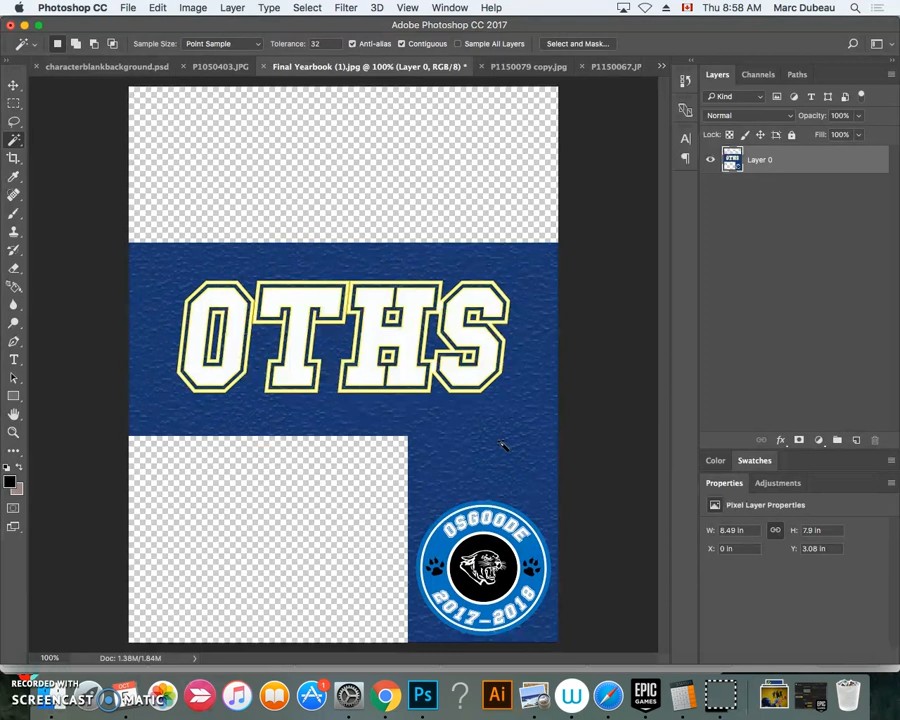 Photoshop CC File Edit Image Layer Type Select Filter 3D View Window Help Thu 8:58 AM Marc Dubeau
Adobe Photoshop CC 2017
Sample Size: Point Sample Tolerance: 32 Anti-alias Contiguous Sample All Layers Select and Mask...
characterblankbackground.psd P1050403.JPG Final Yearbook (1).jpg @ 100% (Layer 0, RGB/8) * P1150079 copy.jpg P1150067.JP
Layers Channels Paths
Kind
Normal Opacity: 100%
Lock: Fill: 100%
Layer 0
OTHS
OSGOODE
2017-2018
Color Swatches
Properties Adjustments
Pixel Layer Properties
W: 8.49 in H: 7.9 in
X: 0 in Y: 3.08 in
100% Doc: 1.38M/1.84M
RECORDED WITH
SCREENCAST MATIC
OCT
1
Ps
?
Ai
W
EPIC
GAMES